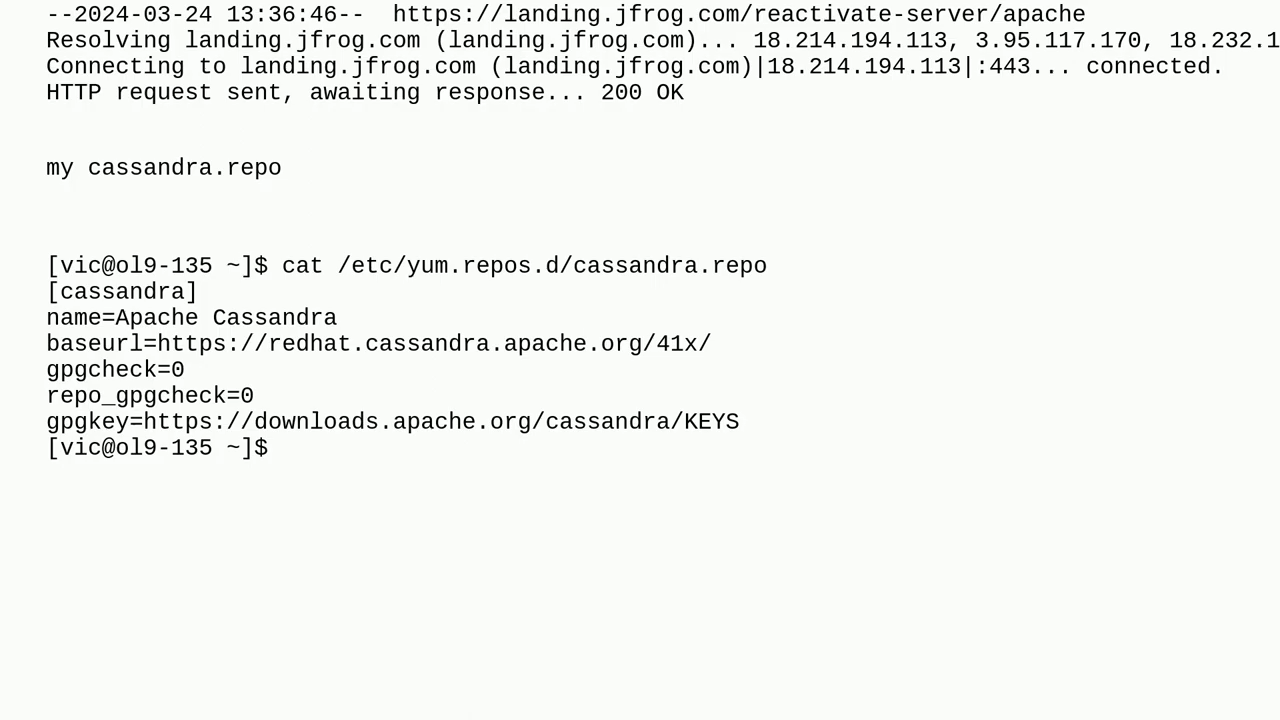 --2024-03-24 13:36:46--  https://landing.jfrog.com/reactivate-server/apache
Resolving landing.jfrog.com (landing.jfrog.com)... 18.214.194.113, 3.95.117.170, 18.232.1
Connecting to landing.jfrog.com (landing.jfrog.com)|18.214.194.113|:443... connected.
HTTP request sent, awaiting response... 200 OK
my cassandra.repo
[vic@ol9-135 ~]$ cat /etc/yum.repos.d/cassandra.repo
[cassandra]
name=Apache Cassandra
baseurl=https://redhat.cassandra.apache.org/41x/
gpgcheck=0
repo_gpgcheck=0
gpgkey=https://downloads.apache.org/cassandra/KEYS
[vic@ol9-135 ~]$